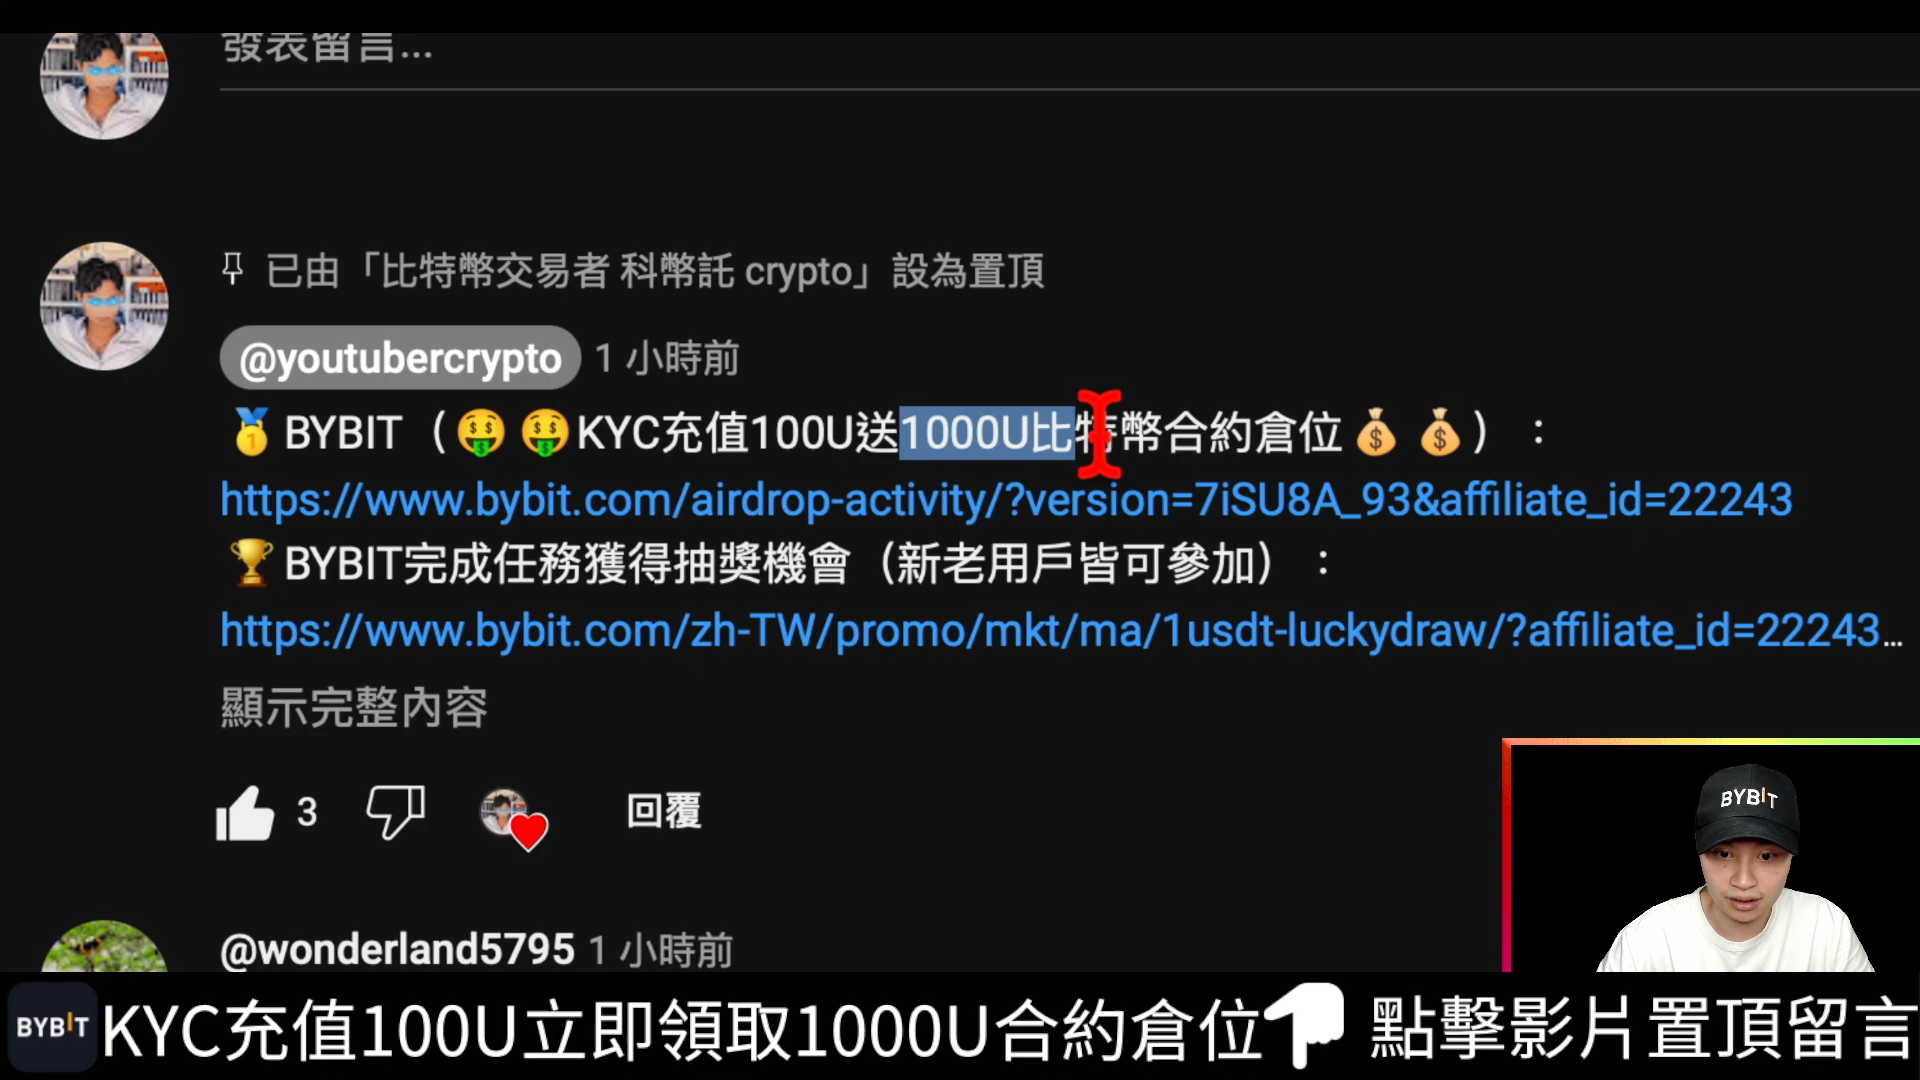 發表留言...
已由「比特幣交易者 科幣託 crypto」設為置頂
@youtubercrypto 1 小時前
🥇BYBIT（🤑🤑KYC充值100U送1000U比特幣合約倉位💰💰）：
https://www.bybit.com/airdrop-activity/?version=7iSU8A_93&affiliate_id=22243
🏆BYBIT完成任務獲得抽獎機會（新老用戶皆可參加）：
https://www.bybit.com/zh-TW/promo/mkt/ma/1usdt-luckydraw/?affiliate_id=22243...
顯示完整內容
3 回覆
BYBIT
@wonderland5795 1 小時前
BYBIT KYC充值100U立即領取1000U合約倉位👇點擊影片置頂留言